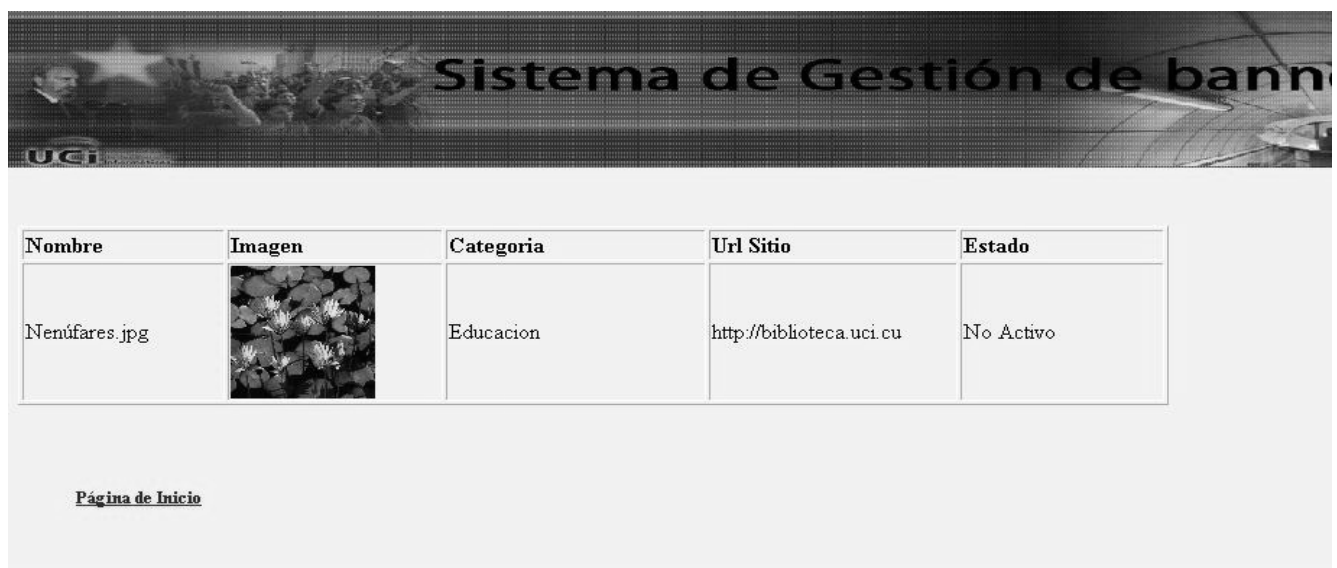 Sistema de Gestión de bann
UCi
Nombre Imagen Categoria Url Sitio Estado
Nenúfares.jpg Educacion http://biblioteca.uci.cu No Activo
Página de Inicio